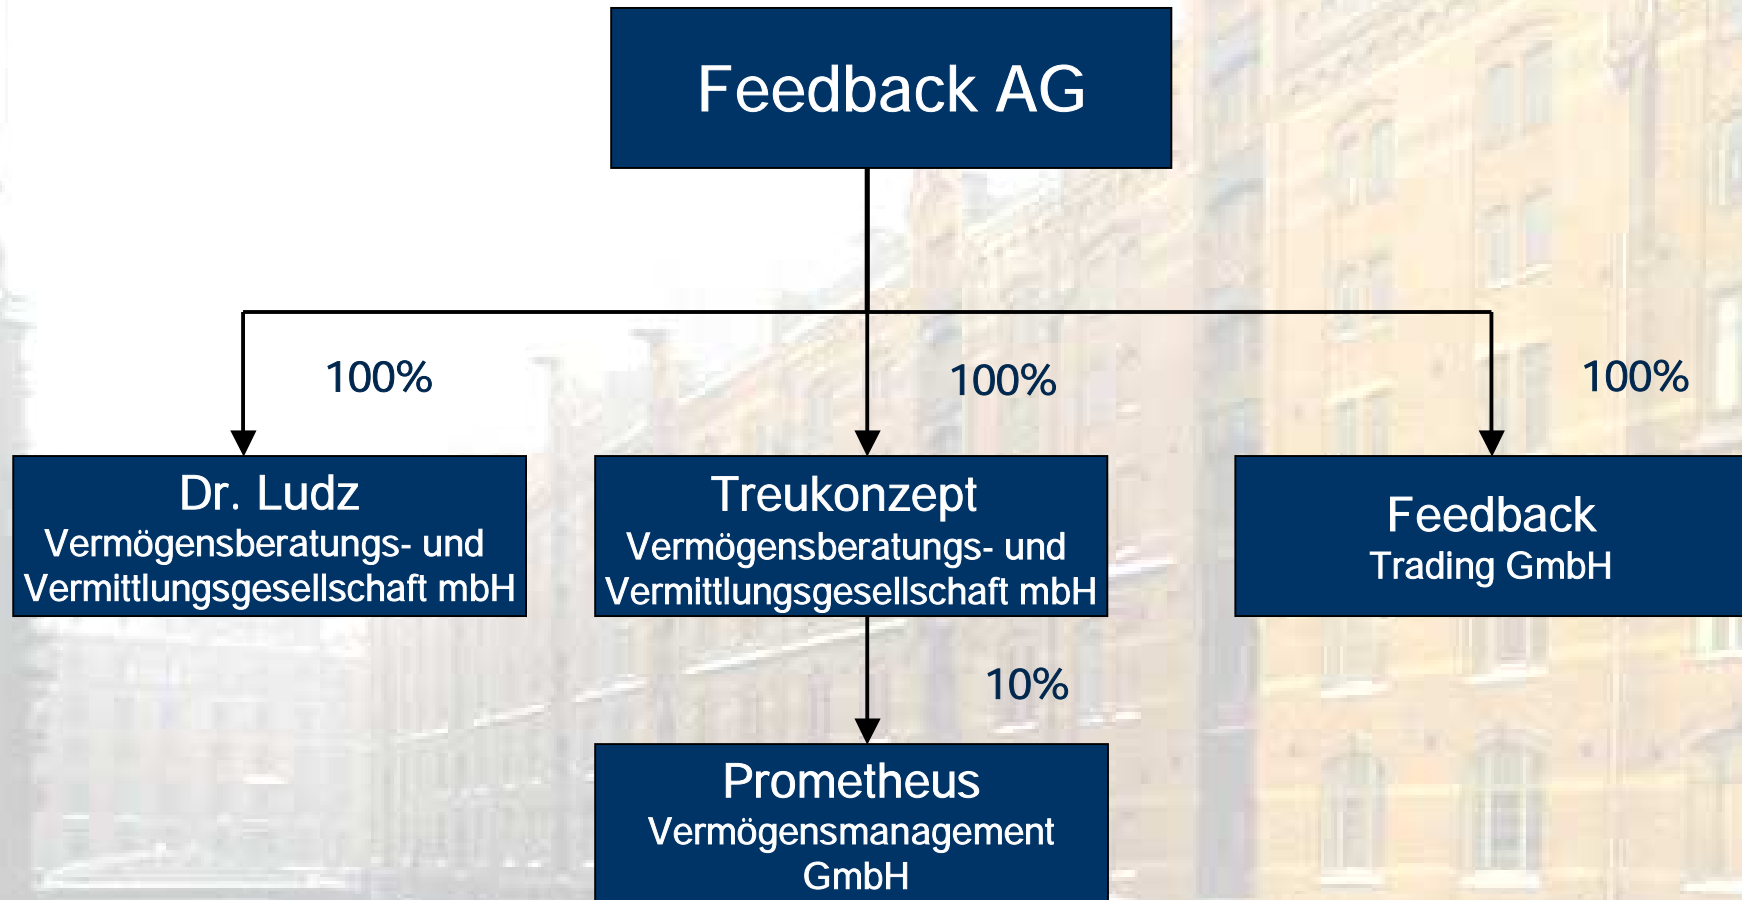 Feedback AG
100%
100%
100%
Dr. Ludz
Vermögensberatungs- und
Vermittlungsgesellschaft mbH
Treukonzept
Vermögensberatungs- und
Vermittlungsgesellschaft mbH
Feedback
Trading GmbH
10%
Prometheus
Vermögensmanagement
GmbH